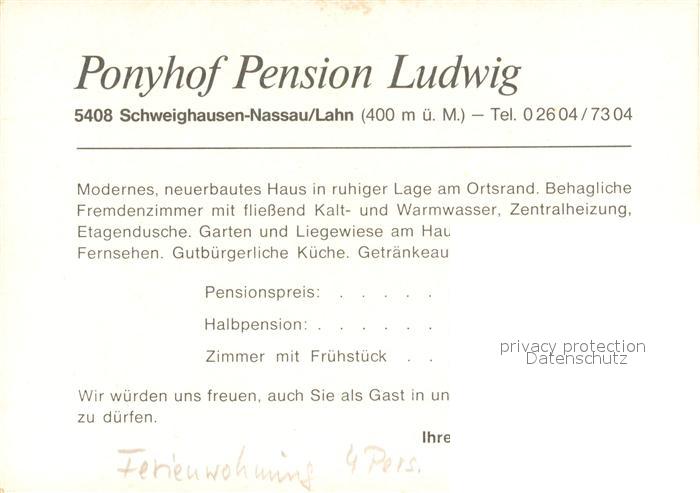 Ponyhof Pension Ludwig
5408 Schweighausen-Nassau/Lahn (400 m ü. M.) — Tel. 0 26 04 / 73 04
Modernes, neuerbautes Haus in ruhiger Lage am Ortsrand. Behagliche
Fremdenzimmer mit fließend Kalt- und Warmwasser, Zentralheizung,
Etagendusche. Garten und Liegewiese am Hau
Fernsehen. Gutbürgerliche Küche. Getränkeau
Pensionspreis: . . . . .
Halbpension: . . . . . .
Zimmer mit Frühstück . .
privacy protection
Datenschutz
Wir würden uns freuen, auch Sie als Gast in un
zu dürfen.
Ihre
Ferienwohnung 4 Pers.